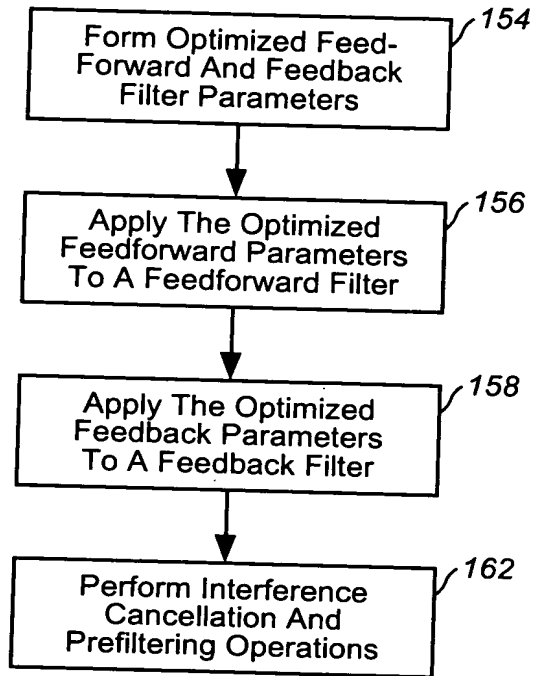 154
Form Optimized Feed-
Forward And Feedback
Filter Parameters
156
Apply The Optimized
Feedforward Parameters
To A Feedforward Filter
158
Apply The Optimized
Feedback Parameters
To A Feedback Filter
162
Perform Interference
Cancellation And
Prefiltering Operations